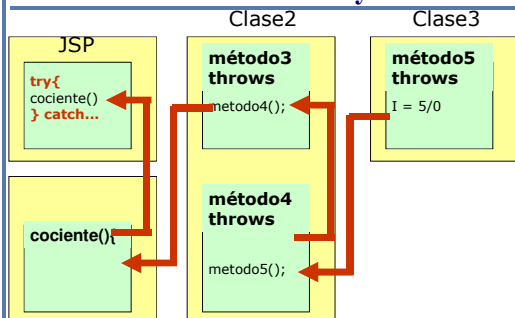 Clase2
Clase3
JSP
try{
cociente()
} catch...
método3
throws
metodo4();
método5
throws
I = 5/0
cociente(){
método4
throws
metodo5();